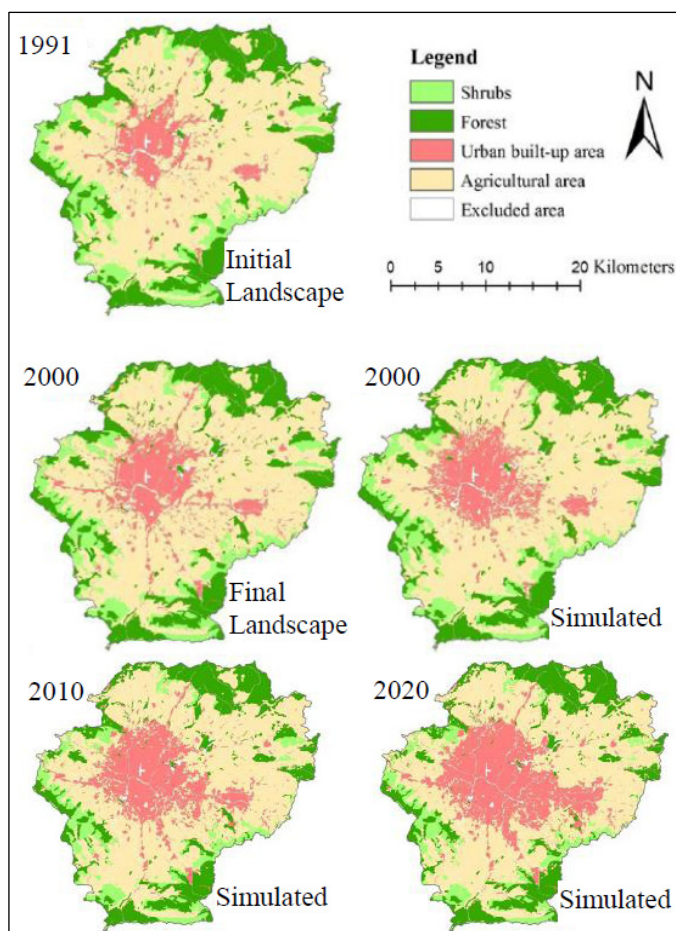 1991
Legend
Shrubs
Forest
Urban built-up area
Agricultural area
Excluded area
N
0 5 10 20 Kilometers
Initial
Landscape
2000
2000
Final
Landscape
Simulated
2010
2020
Simulated
Simulated